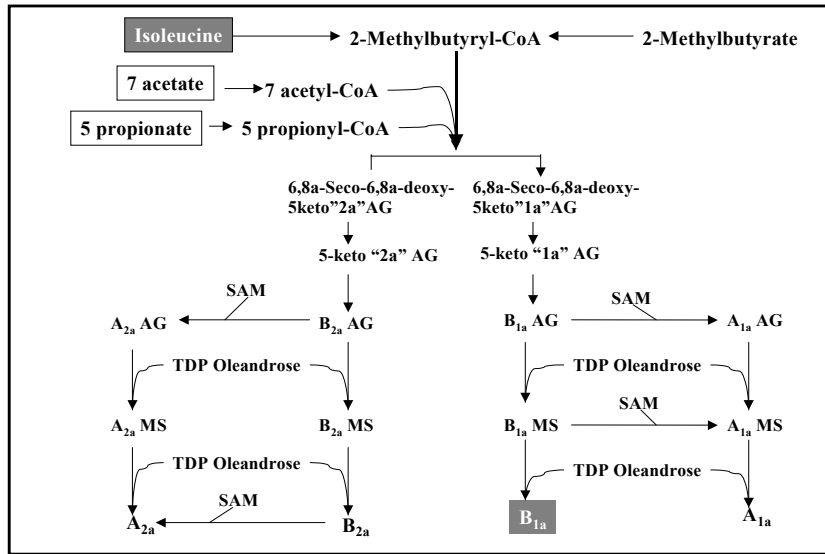 Isoleucine 2-Methylbutyryl-CoA 2-Methylbutyrate
7 acetate 7 acetyl-CoA
5 propionate 5 propionyl-CoA
6,8a-Seco-6,8a-deoxy- 6,8a-Seco-6,8a-deoxy-
5keto”2a”AG 5keto”1a”AG
5-keto “2a” AG 5-keto “1a” AG
SAM SAM
A2a AG B2a AG B1a AG A1a AG
TDP Oleandrose TDP Oleandrose
SAM
A2a MS B2a MS B1a MS A1a MS
TDP Oleandrose TDP Oleandrose
SAM
A2a B2a B1a A1a